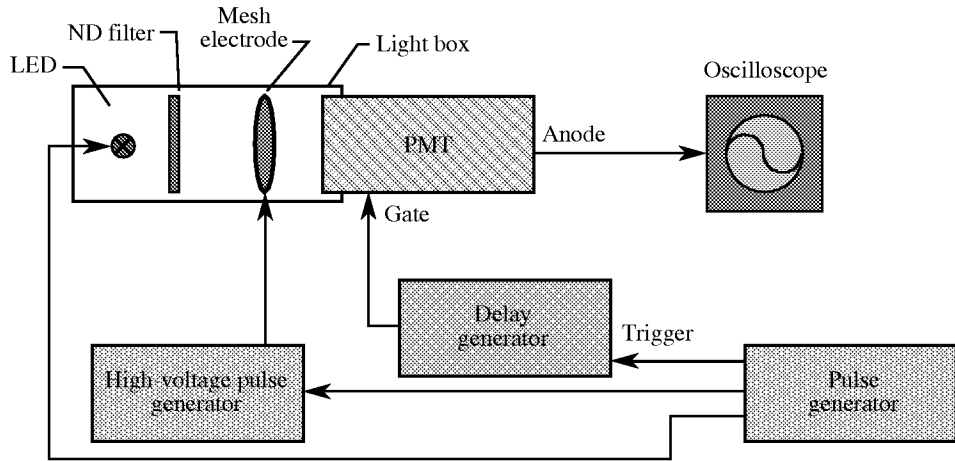 Mesh
electrode
ND filter
Light box
LED
Oscilloscope
PMT
Anode
Gate
Delay
generator
Trigger
High-voltage pulse
generator
Pulse
generator